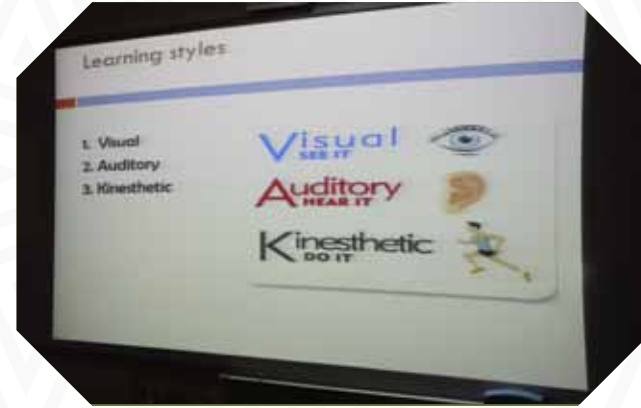 Learning styles
1. Visual
2. Auditory
3. Kinesthetic
Visual
SEE IT
Auditory
HEAR IT
Kinesthetic
DO IT